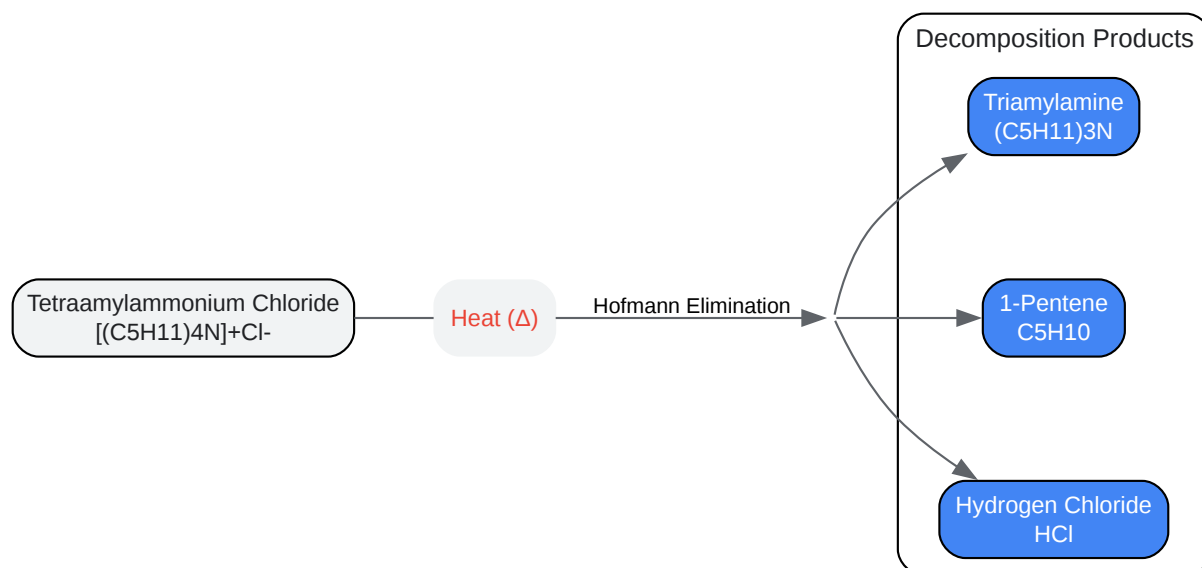 Decomposition Products
Triamylamine
(C5H11)3N
Tetraamylammonium Chloride
[(C5H11)4N]+Cl-
Heat (Δ)
Hofmann Elimination
1-Pentene
C5H10
Hydrogen Chloride
HCl